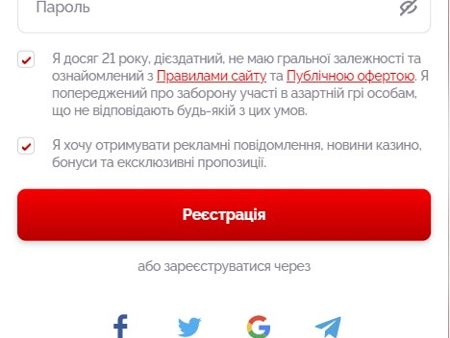 Пароль
Я досяг 21 року, дієздатний, не маю гральної залежності та
ознайомлений з Правилами сайту та Публічною офертою. Я
попереджений про заборону участі в азартній грі особам,
що не відповідають будь-якій з цих умов.
Я хочу отримувати рекламні повідомлення, новини казино,
бонуси та ексклюзивні пропозиції.
Реєстрація
або зареєструватися через